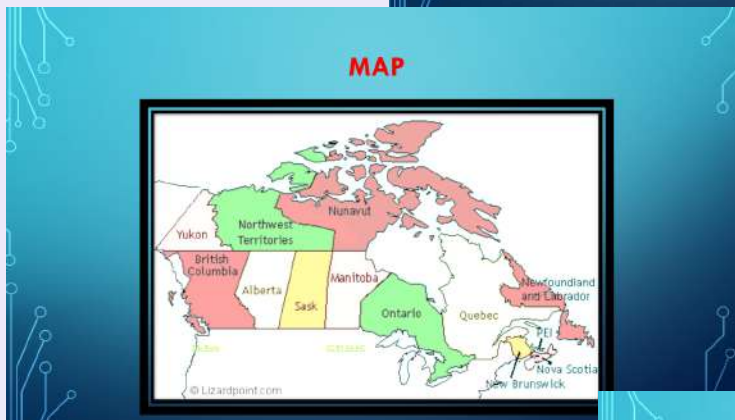 MAP
Nunavut
Northwest
Territories
Yukon
British
Columbia
Alberta
Sask
Manitoba
Ontario
Quebec
Newfoundland
and Labrador
PEI
Nova Scotia
New Brunswick
© Lizardpoint.com